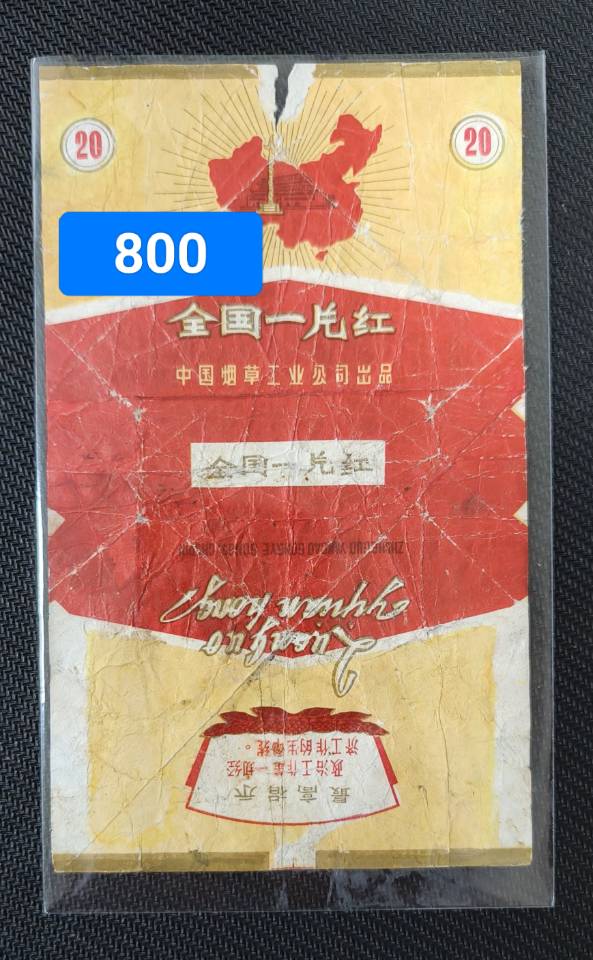 20
20
800
全国一片红
中国烟草工业公司出品
全国一片红
ZHONGGUO YANCAO GONGYE GONGSI CHUPIN
Quanguo
yipian hong
最高指示
政治工作是一切经
济工作的生命线。